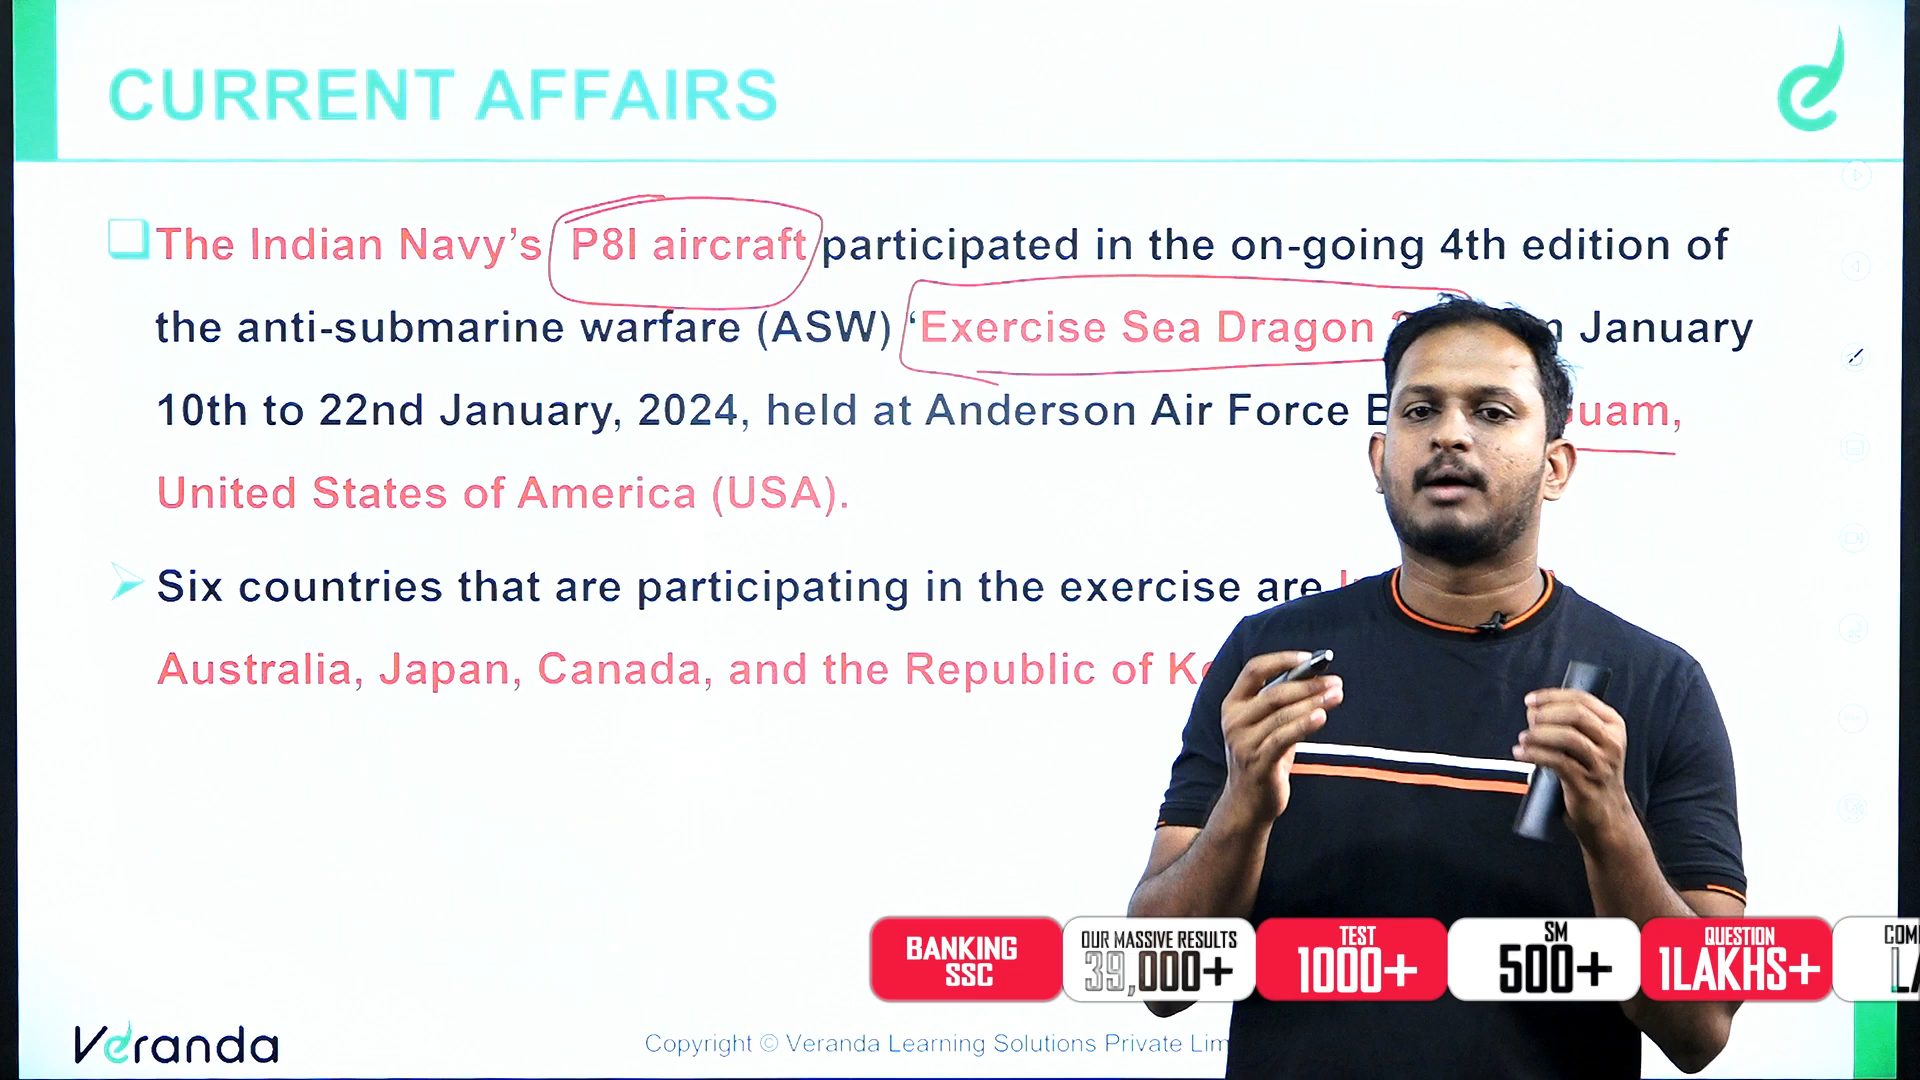 CURRENT AFFAIRS
The Indian Navy’s P8I aircraft participated in the on-going 4th edition of
the anti-submarine warfare (ASW) ‘Exercise Sea Dragon January
10th to 22nd January, 2024, held at Anderson Air Force uam,
United States of America (USA).
Six countries that are participating in the exercise are
Australia, Japan, Canada, and the Republic of
BANKING
SSC
OUR MASSIVE RESULTS
39,000+
TEST
1000+
SM
500+
QUESTION
1LAKHS+
COM
LA
Veranda
Copyright © Veranda Learning Solutions Private Lim